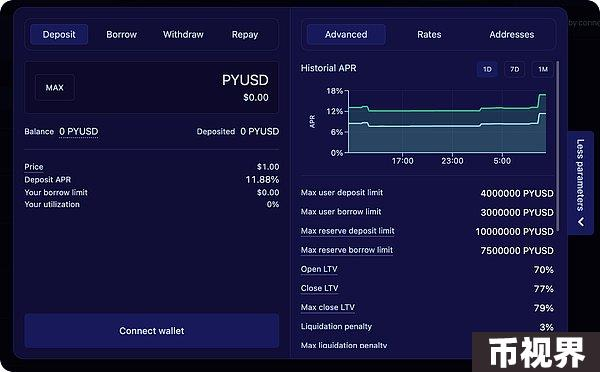 Deposit Borrow Withdraw Repay
MAX
PYUSD
$0.00
Balance 0 PYUSD Deposited 0 PYUSD
Price $1.00
Deposit APR 11.88%
Your borrow limit $0.00
Your utilization 0%
Connect wallet
Advanced Rates Addresses
Historial APR 1D 7D 1M
18%
12%
6%
0%
APR
17:00 23:00 5:00
Max user deposit limit 4000000 PYUSD
Max user borrow limit 3000000 PYUSD
Max reserve deposit limit 10000000 PYUSD
Max reserve borrow limit 7500000 PYUSD
Open LTV 70%
Close LTV 77%
Max close LTV 79%
Liquidation penalty 3%
Max liquidation penalty
Less parameters
by conne
币视界